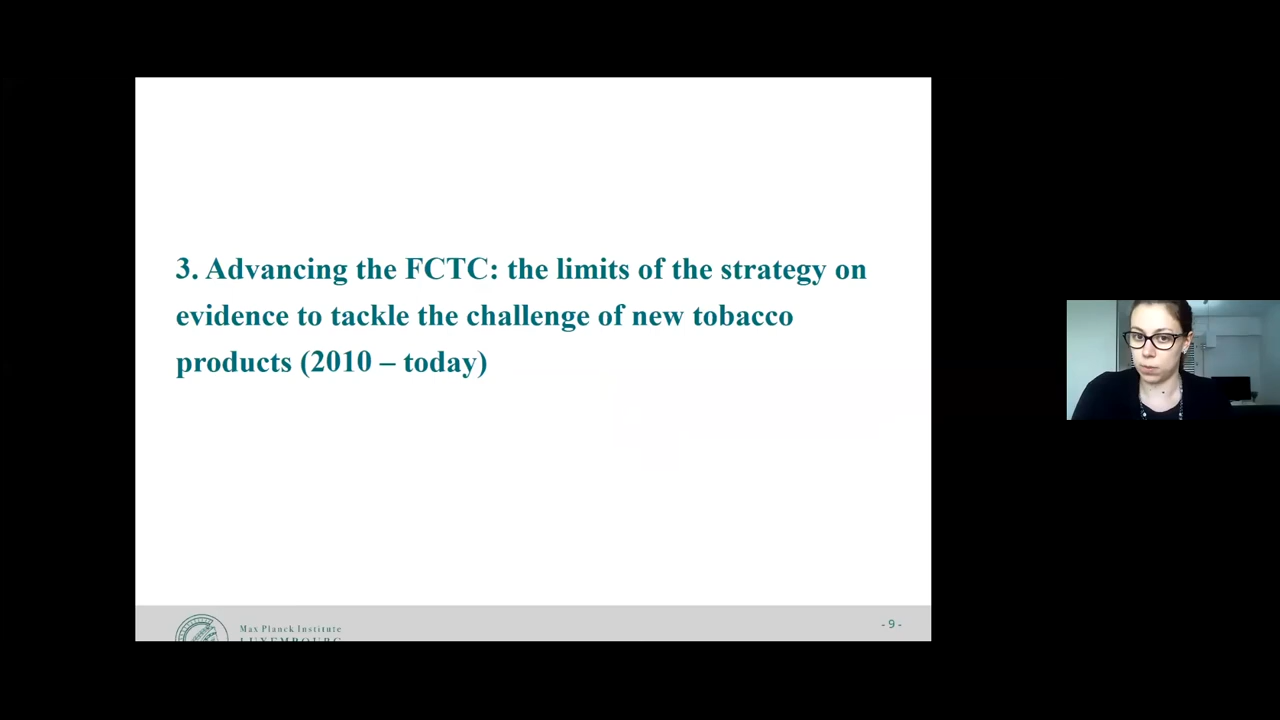 3. Advancing the FCTC: the limits of the strategy on
evidence to tackle the challenge of new tobacco
products (2010 – today)
Max Planck Institute
LUXEMBOURG
- 9 -